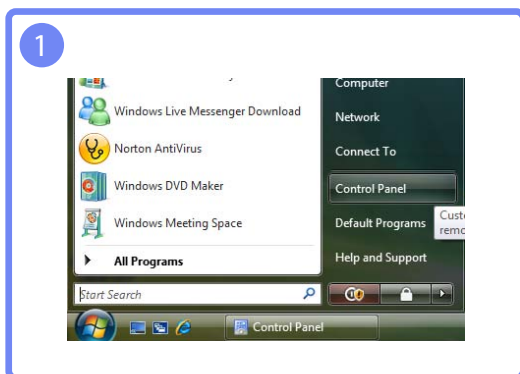 1
Windows Live Messenger Download
Norton AntiVirus
Windows DVD Maker
Windows Meeting Space
All Programs
Start Search
Computer
Network
Connect To
Control Panel
Default Programs
Help and Support
Control Panel